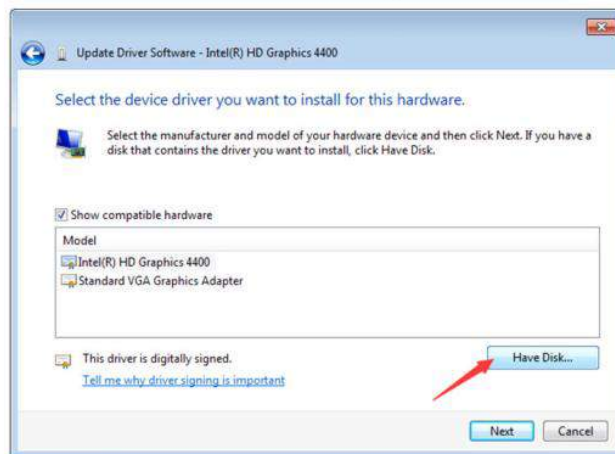 Update Driver Software - Intel(R) HD Graphics 4400
Select the device driver you want to install for this hardware.
Select the manufacturer and model of your hardware device and then click Next. If you have a
disk that contains the driver you want to install, click Have Disk.
Show compatible hardware
Model
Intel(R) HD Graphics 4400
Standard VGA Graphics Adapter
This driver is digitally signed.
Have Disk...
Tell me why driver signing is important
Next
Cancel